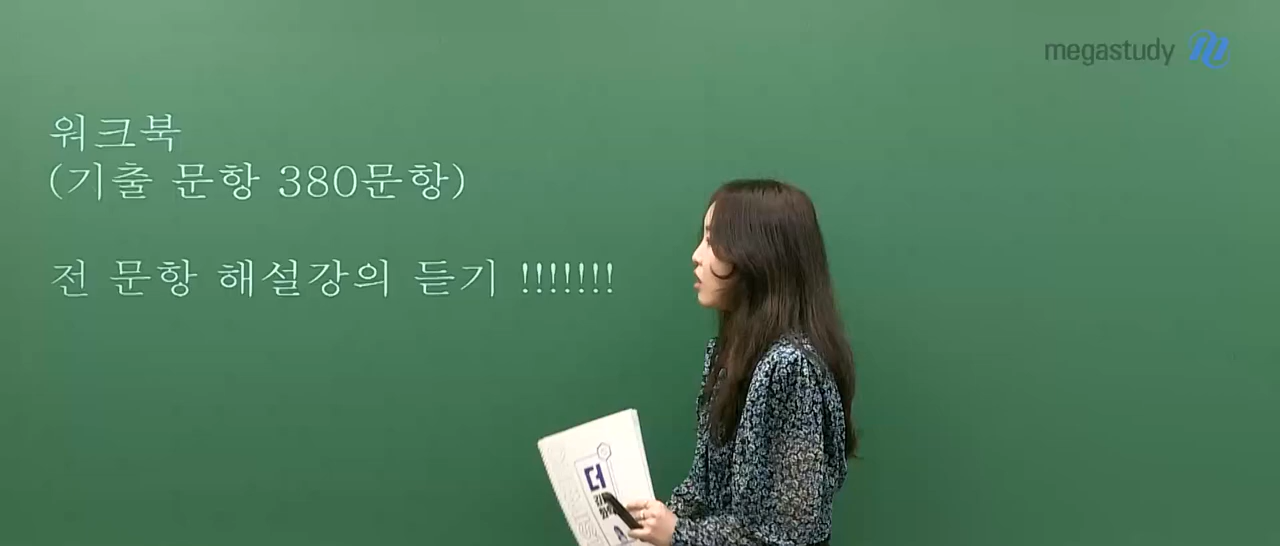 megastudy
워크북
(기출 문항 380문항)
전 문항 해설강의 듣기 !!!!!!!
더